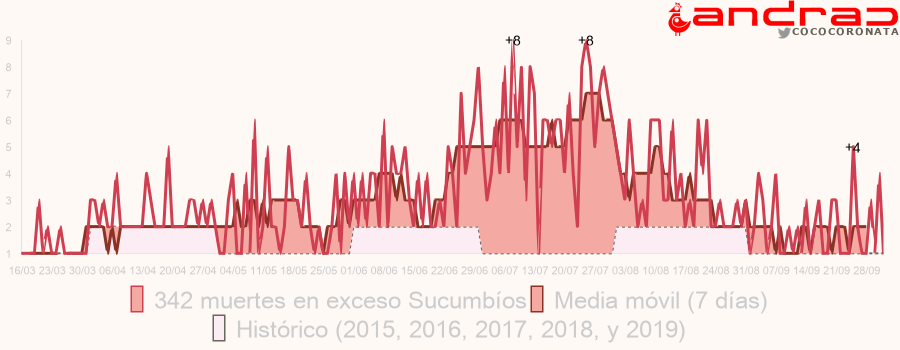 andrab
COCOCORONATA
+8 +8
+4
9
8
7
6
5
4
3
2
1
16/03 23/03 30/03 06/04 13/04 20/04 27/04 04/05 11/05 18/05 25/05 01/06 08/06 15/06 22/06 29/06 06/07 13/07 20/07 27/07 03/08 10/08 17/08 24/08 31/08 07/09 14/09 21/09 28/09
342 muertes en exceso Sucumbíos Media móvil (7 días)
Histórico (2015, 2016, 2017, 2018, y 2019)